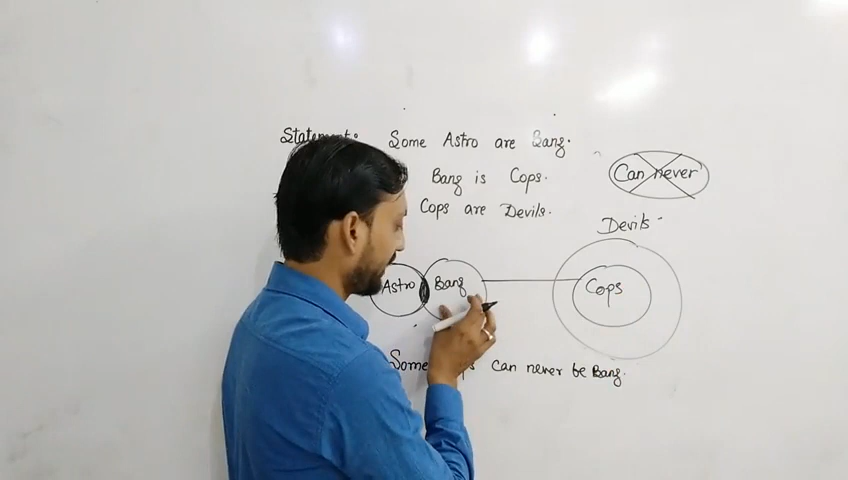 Statement: Some Astro are Bang.
Bang is Cops.
Can never
Cops are Devils.
Devils
Astro Bang Cops
Some can never be Bang.